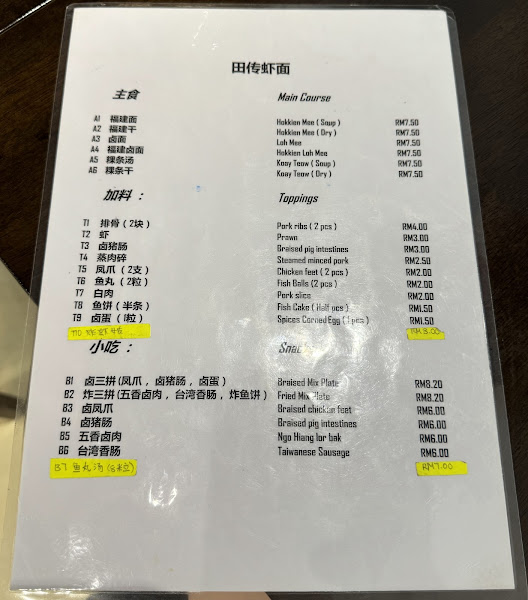 田传虾面
主食 Main Course
A1 福建面 Hokkien Mee ( Soup ) RM7.50
A2 福建干 Hokkien Mee ( Dry ) RM7.50
A3 卤面 Loh Mee RM7.50
A4 福建卤面 Hokkien Loh Mee RM7.50
A5 粿条汤 Koay Teow ( Soup ) RM7.50
A6 粿条干 Koay Teow ( Dry ) RM7.50
加料 : Toppings
T1 排骨 ( 2块 ) Pork ribs ( 2 pcs ) RM4.00
T2 虾 Prawn RM3.00
T3 卤猪肠 Braised pig intestines RM3.00
T4 蒸肉碎 Steamed minced pork RM2.50
T5 凤爪 ( 2支 ) Chicken feet ( 2 pcs ) RM2.00
T6 鱼丸 ( 2粒 ) Fish Balls (2 pcs ) RM2.00
T7 白肉 Pork slice RM2.00
T8 鱼饼 ( 半条 ) Fish Cake ( Half pcs ) RM1.50
T9 卤蛋 ( 1粒 ) Spices Corned Egg ( 1 pcs ) RM1.50
T10 RM3.00
小吃 :
B1 卤三拼 (凤爪 , 卤猪肠 , 卤蛋 ) Braised Mix Plate RM8.20
B2 炸三拼 (五香卤肉 , 台湾香肠 , 炸鱼饼 ) Fried Mix Plate RM8.20
B3 卤凤爪 Braised chicken feet RM6.00
B4 卤猪肠 Braised pig intestines RM6.00
B5 五香卤肉 Ngo Hiang lor bak RM6.00
B6 台湾香肠 Taiwanese Sausage RM6.00
B7 鱼丸汤 (8粒) RM7.00